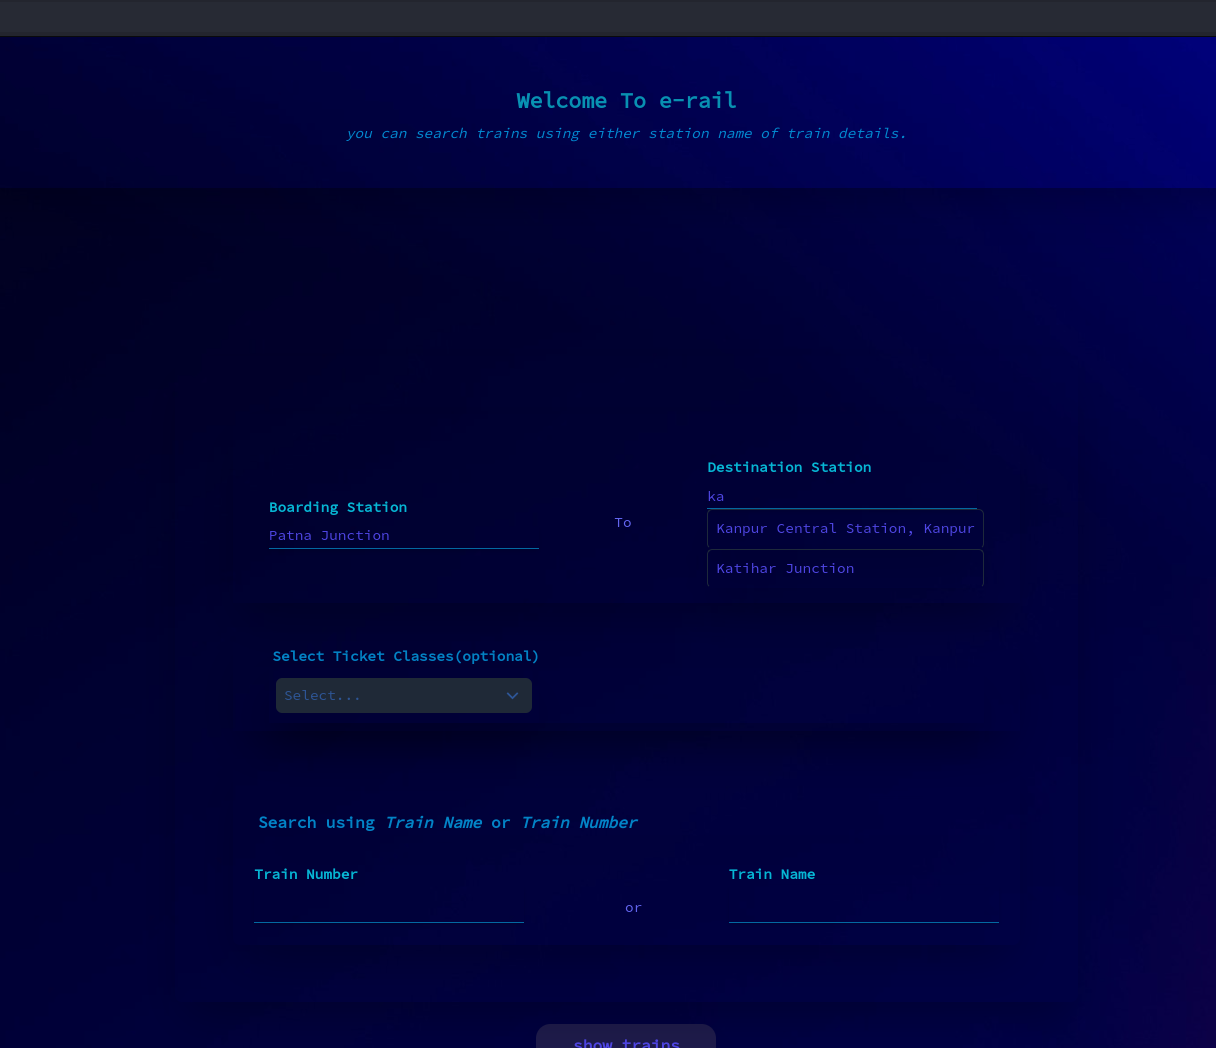 Welcome To e-rail
you can search trains using either station name of train details.
Destination Station
ka
Boarding Station
Patna Junction
To
Kanpur Central Station, Kanpur
Katihar Junction
Select Ticket Classes(optional)
Select...
Search using Train Name or Train Number
Train Number
Train Name
or
show trains